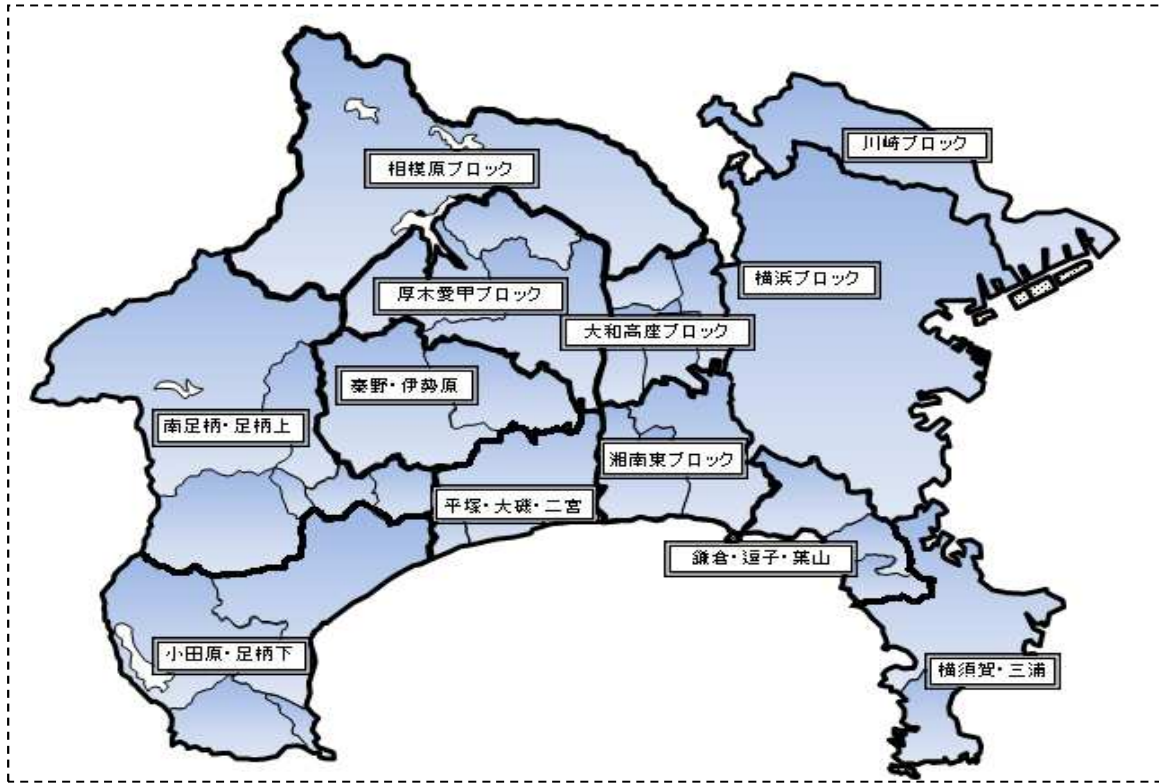 川崎ブロック
相模原ブロック
横浜ブロック
厚木愛甲ブロック
大和高座ブロック
秦野・伊勢原
南足柄・足柄上
湘南東ブロック
平塚・大磯・二宮
鎌倉・逗子・葉山
小田原・足柄下
横須賀・三浦